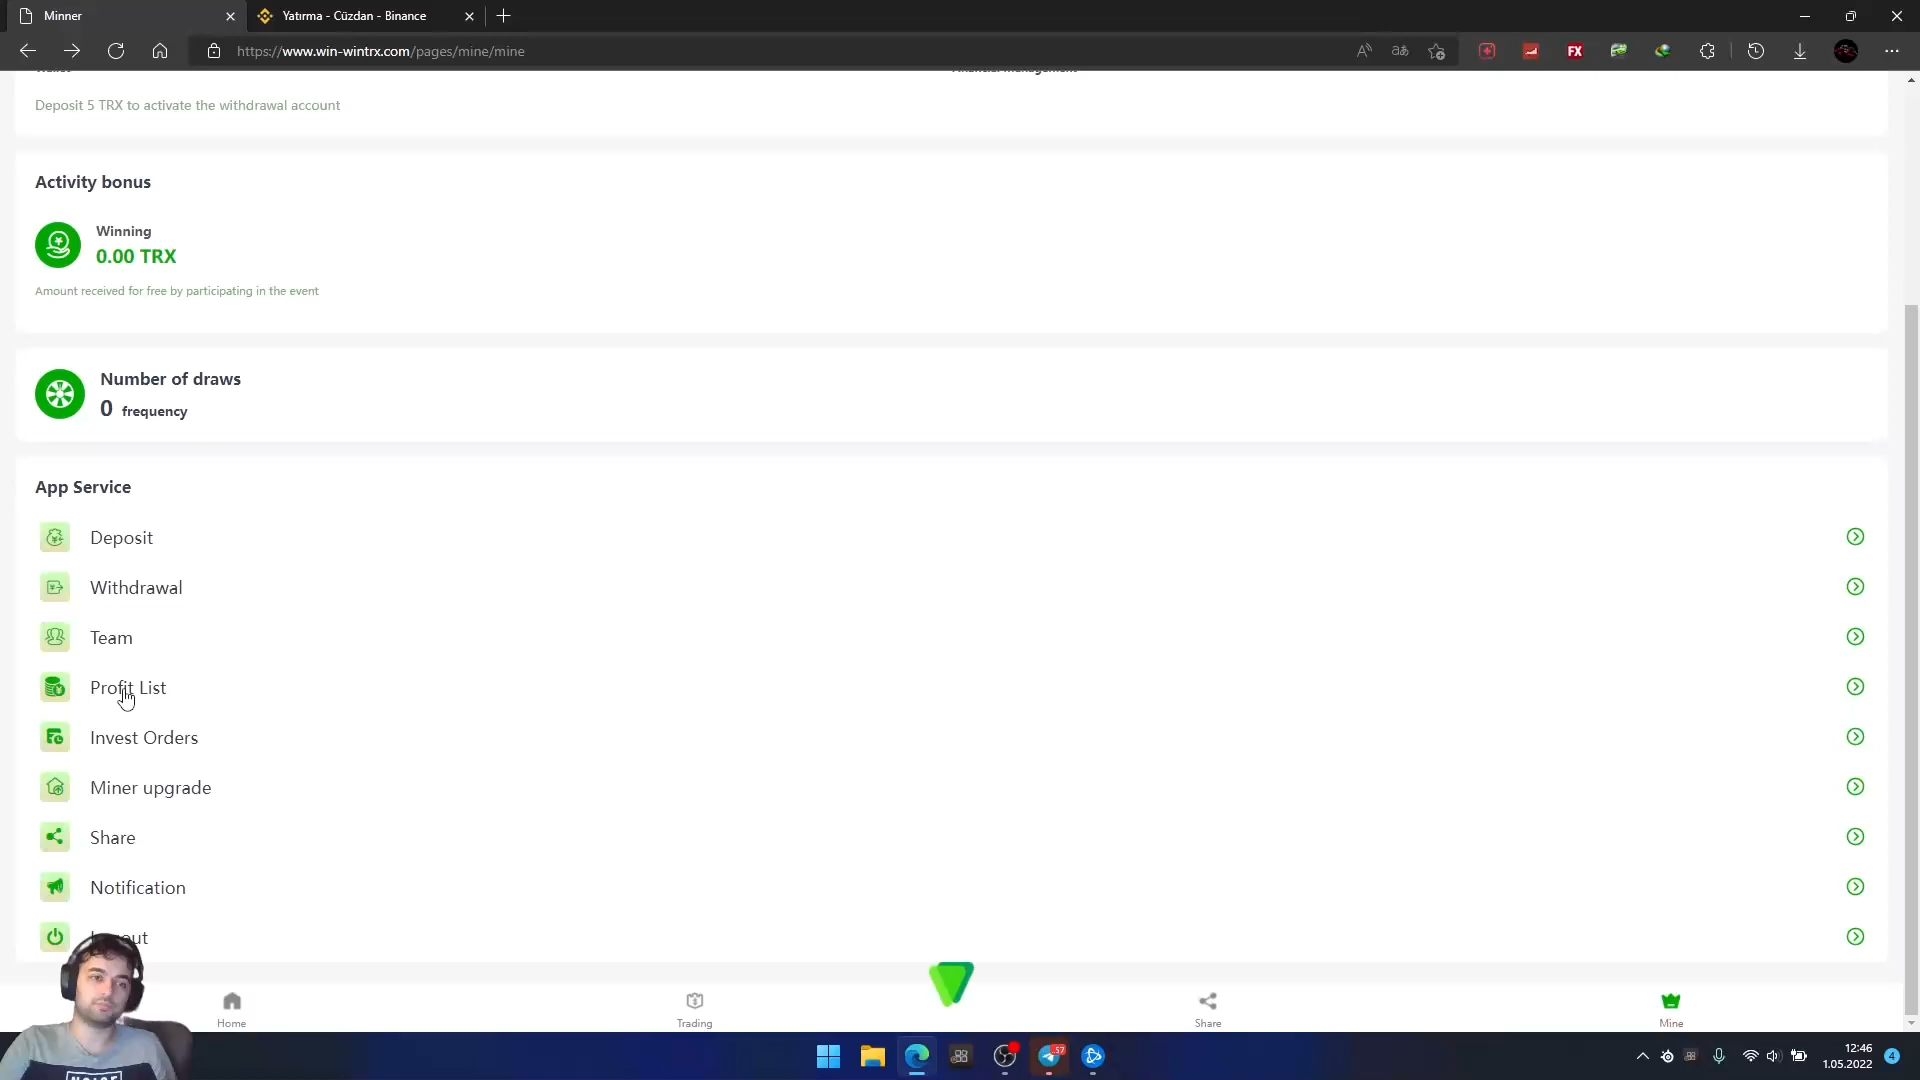 Minner
Yatırma - Cüzdan - Binance
https://www.win-wintrx.com/pages/mine/mine
Deposit 5 TRX to activate the withdrawal account
Activity bonus
Winning
0.00 TRX
Amount received for free by participating in the event
Number of draws
0 frequency
App Service
Deposit
Withdrawal
Team
Profit List
Invest Orders
Miner upgrade
Share
Notification
Home
Trading
Share
Mine
FX
57
12:46
1.05.2022
4